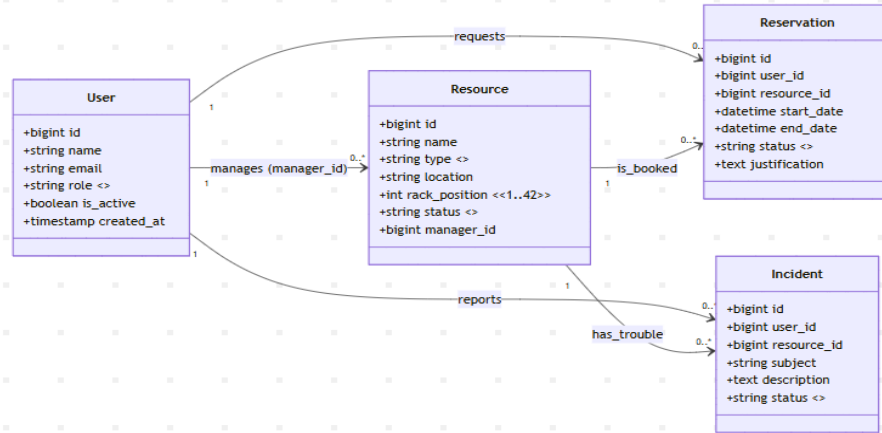 User
+bigint id
+string name
+string email
+string role <>
+boolean is_active
+timestamp created_at
1
1
1
requests
manages (manager_id)
reports
0..*
Resource
+bigint id
+string name
+string type <>
+string location
+int rack_position <<1..42>>
+string status <>
+bigint manager_id
1
1
is_booked
has_trouble
0..
0..*
Reservation
+bigint id
+bigint user_id
+bigint resource_id
+datetime start_date
+datetime end_date
+string status <>
+text justification
0..
0..*
Incident
+bigint id
+bigint user_id
+bigint resource_id
+string subject
+text description
+string status <>